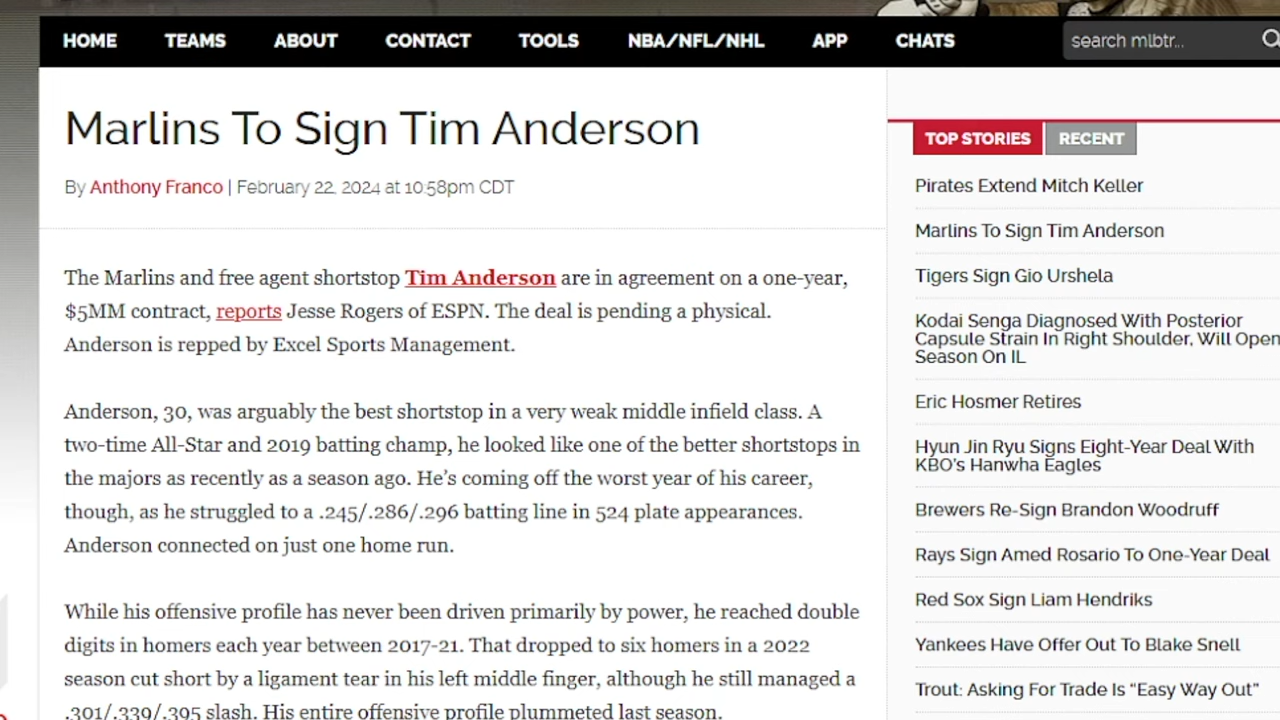 HOME TEAMS ABOUT CONTACT TOOLS NBA/NFL/NHL APP CHATS search mlbtr...
Marlins To Sign Tim Anderson
By Anthony Franco | February 22, 2024 at 10:58pm CDT
The Marlins and free agent shortstop Tim Anderson are in agreement on a one-year,
$5MM contract, reports Jesse Rogers of ESPN. The deal is pending a physical.
Anderson is repped by Excel Sports Management.
Anderson, 30, was arguably the best shortstop in a very weak middle infield class. A
two-time All-Star and 2019 batting champ, he looked like one of the better shortstops in
the majors as recently as a season ago. He’s coming off the worst year of his career,
though, as he struggled to a .245/.286/.296 batting line in 524 plate appearances.
Anderson connected on just one home run.
While his offensive profile has never been driven primarily by power, he reached double
digits in homers each year between 2017-21. That dropped to six homers in a 2022
season cut short by a ligament tear in his left middle finger, although he still managed a
.301/.339/.395 slash. His entire offensive profile plummeted last season.
TOP STORIES RECENT
Pirates Extend Mitch Keller
Marlins To Sign Tim Anderson
Tigers Sign Gio Urshela
Kodai Senga Diagnosed With Posterior
Capsule Strain In Right Shoulder, Will Open
Season On IL
Eric Hosmer Retires
Hyun Jin Ryu Signs Eight-Year Deal With
KBO's Hanwha Eagles
Brewers Re-Sign Brandon Woodruff
Rays Sign Amed Rosario To One-Year Deal
Red Sox Sign Liam Hendriks
Yankees Have Offer Out To Blake Snell
Trout: Asking For Trade Is “Easy Way Out”